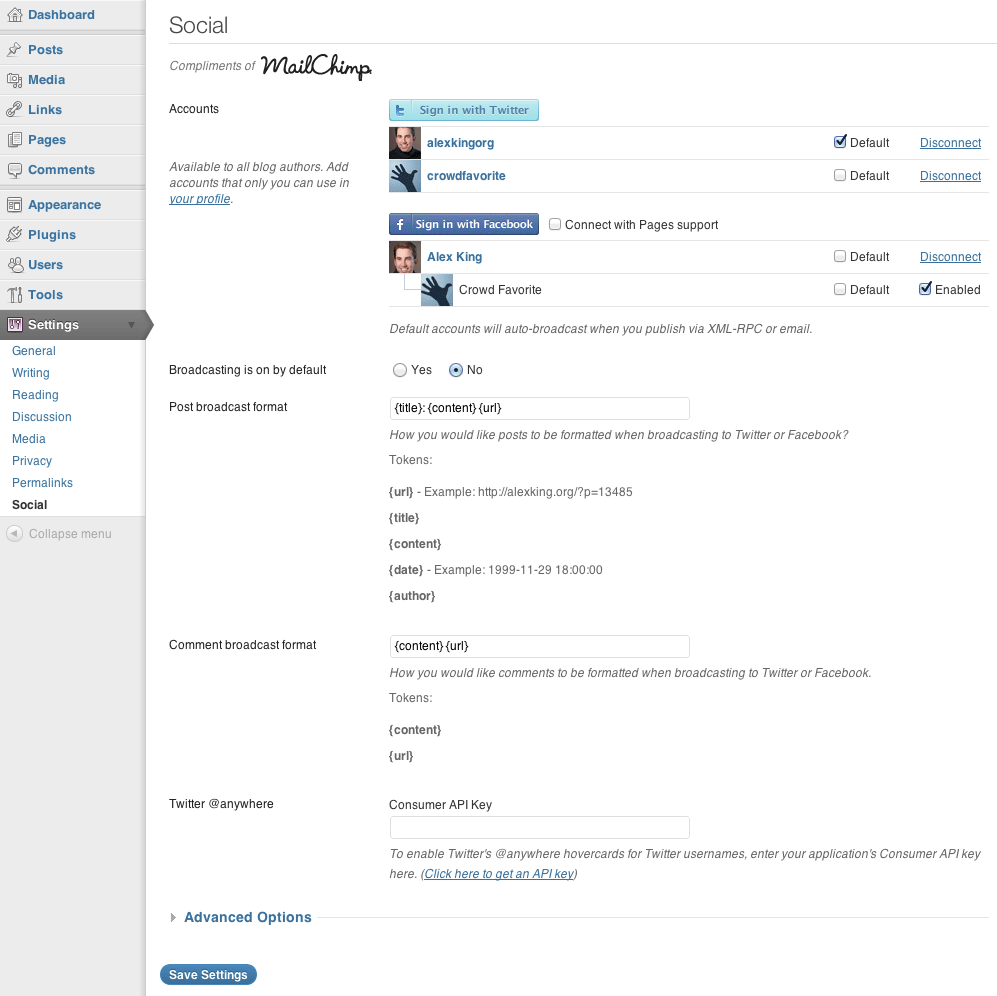 Dashboard
Posts
Media
Links
Pages
Comments
Appearance
Plugins
Users
Tools
Settings
General
Writing
Reading
Discussion
Media
Privacy
Permalinks
Social
Collapse menu
Social
Compliments of MailChimp
Accounts
Available to all blog authors. Add
accounts that only you can use in
your profile.
Sign in with Twitter
alexkingorg Default Disconnect
crowdfavorite Default Disconnect
Sign in with Facebook Connect with Pages support
Alex King Default Disconnect
Crowd Favorite Default Enabled
Default accounts will auto-broadcast when you publish via XML-RPC or email.
Broadcasting is on by default Yes No
Post broadcast format {title}: {content} {url}
How you would like posts to be formatted when broadcasting to Twitter or Facebook?
Tokens:
{url} - Example: http://alexking.org/?p=13485
{title}
{content}
{date} - Example: 1999-11-29 18:00:00
{author}
Comment broadcast format {content} {url}
How you would like comments to be formatted when broadcasting to Twitter or Facebook.
Tokens:
{content}
{url}
Twitter @anywhere Consumer API Key
To enable Twitter's @anywhere hovercards for Twitter usernames, enter your application's Consumer API key
here. (Click here to get an API key)
Advanced Options
Save Settings